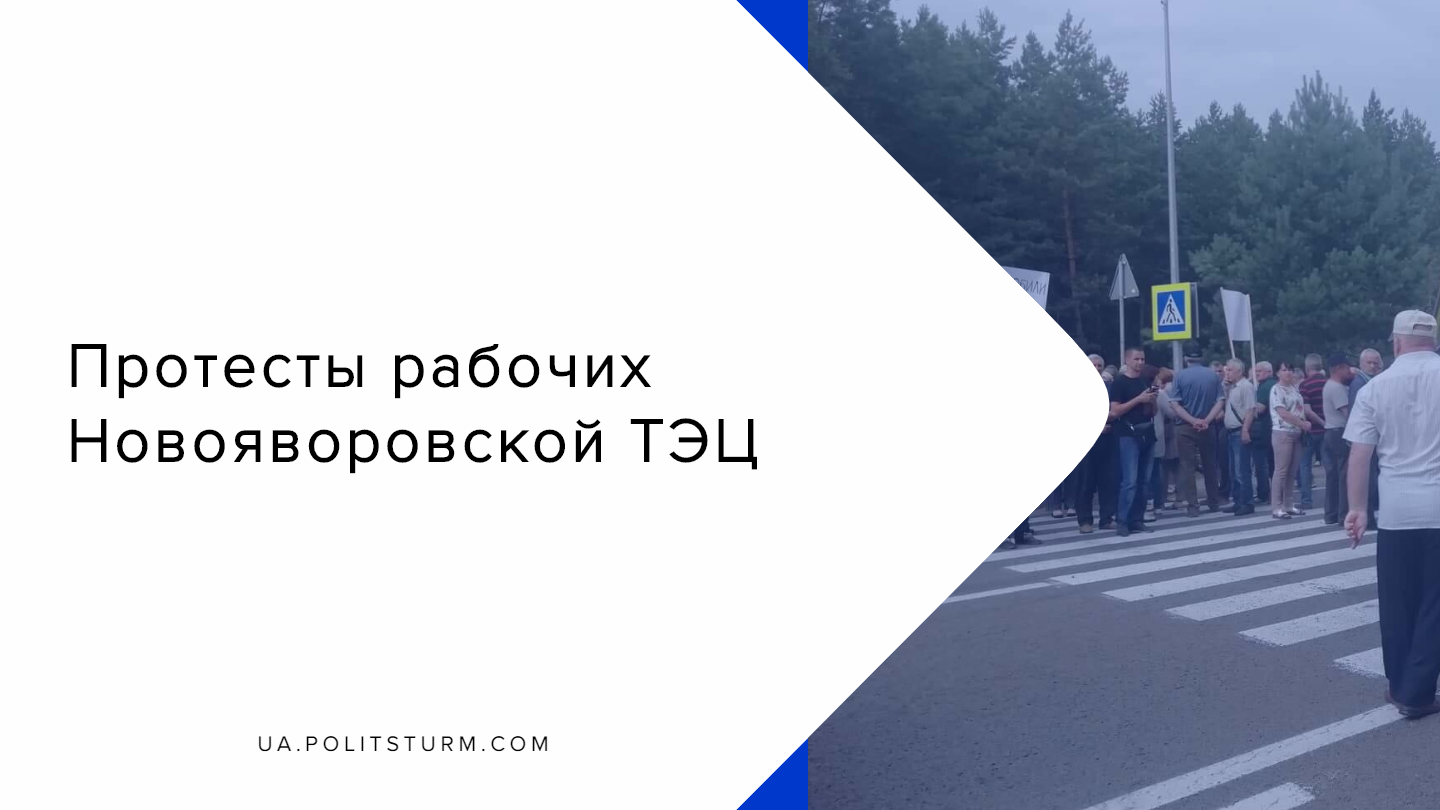 Протесты рабочих
Новояворовской ТЭЦ
UA.POLITSTURM.COM